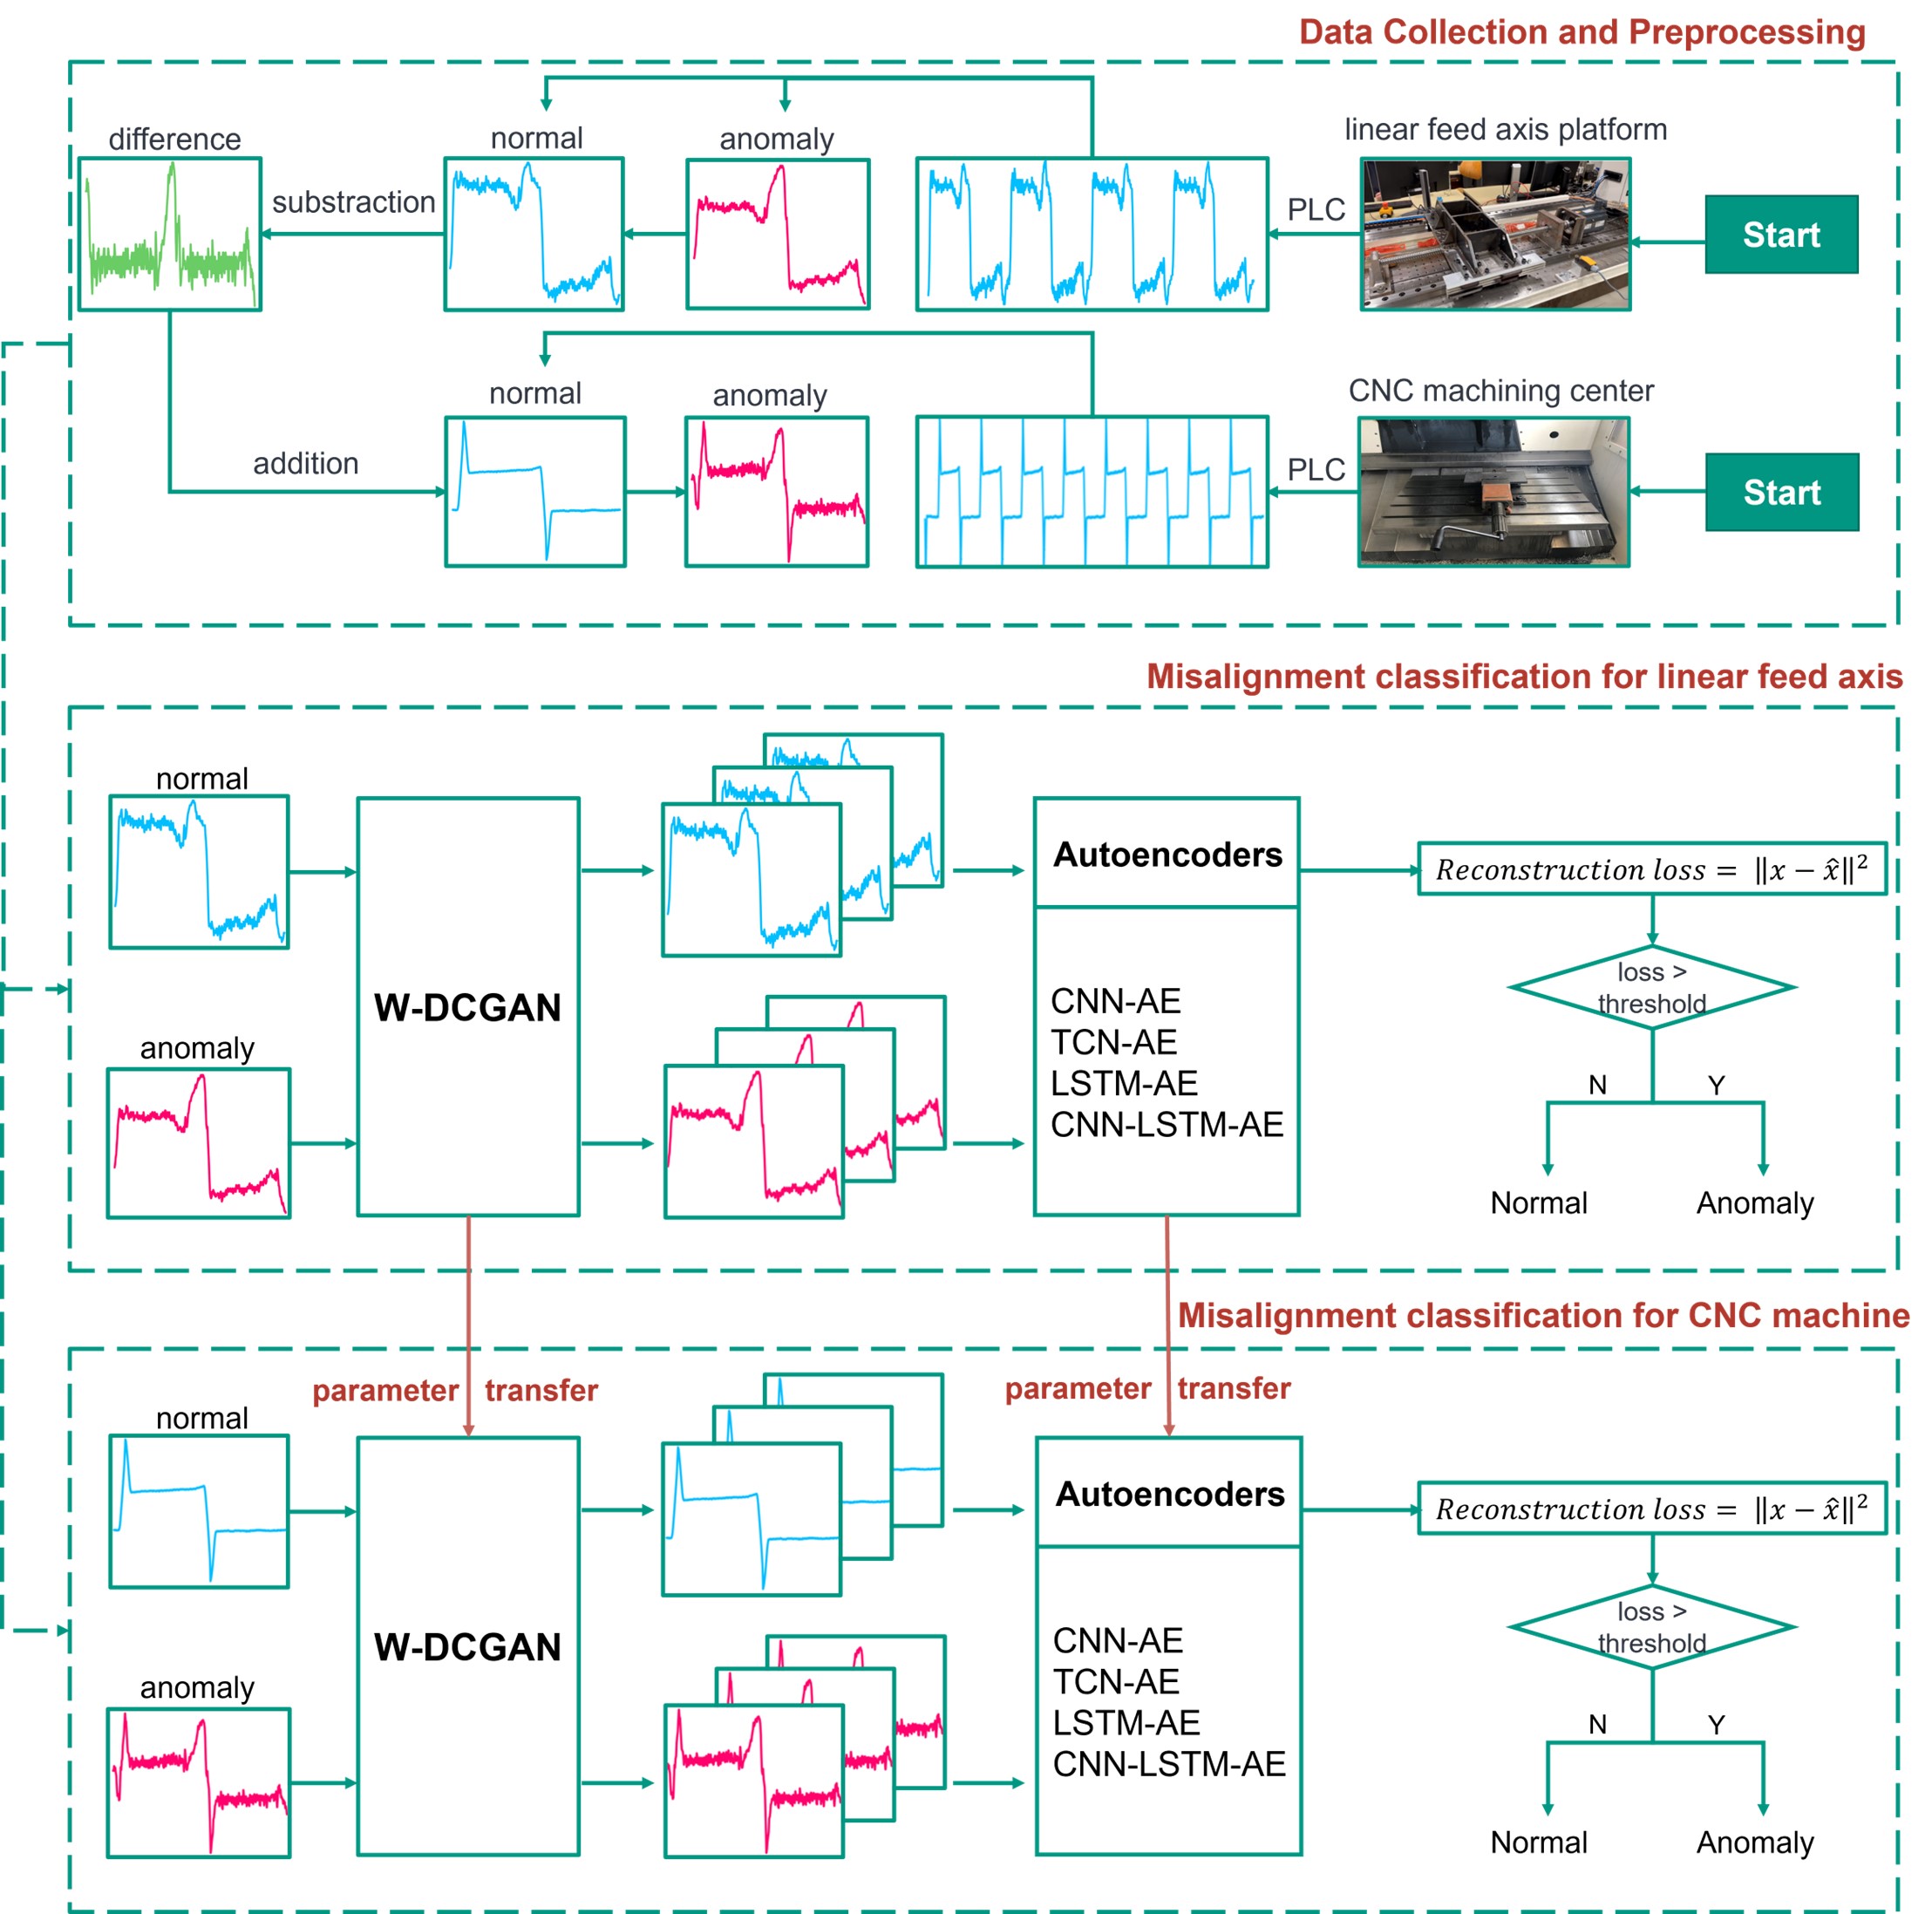 Data Collection and Preprocessing
difference
normal
anomaly
linear feed axis platform
substraction
PLC
Start
normal
anomaly
CNC machining center
addition
PLC
Start
Misalignment classification for linear feed axis
normal
anomaly
W-DCGAN
Autoencoders
CNN-AE
TCN-AE
LSTM-AE
CNN-LSTM-AE
Reconstruction loss = ‖x − x̂‖²
loss >
threshold
N
Y
Normal
Anomaly
Misalignment classification for CNC machine
parameter transfer
parameter transfer
normal
anomaly
W-DCGAN
Autoencoders
CNN-AE
TCN-AE
LSTM-AE
CNN-LSTM-AE
Reconstruction loss = ‖x − x̂‖²
loss >
threshold
N
Y
Normal
Anomaly